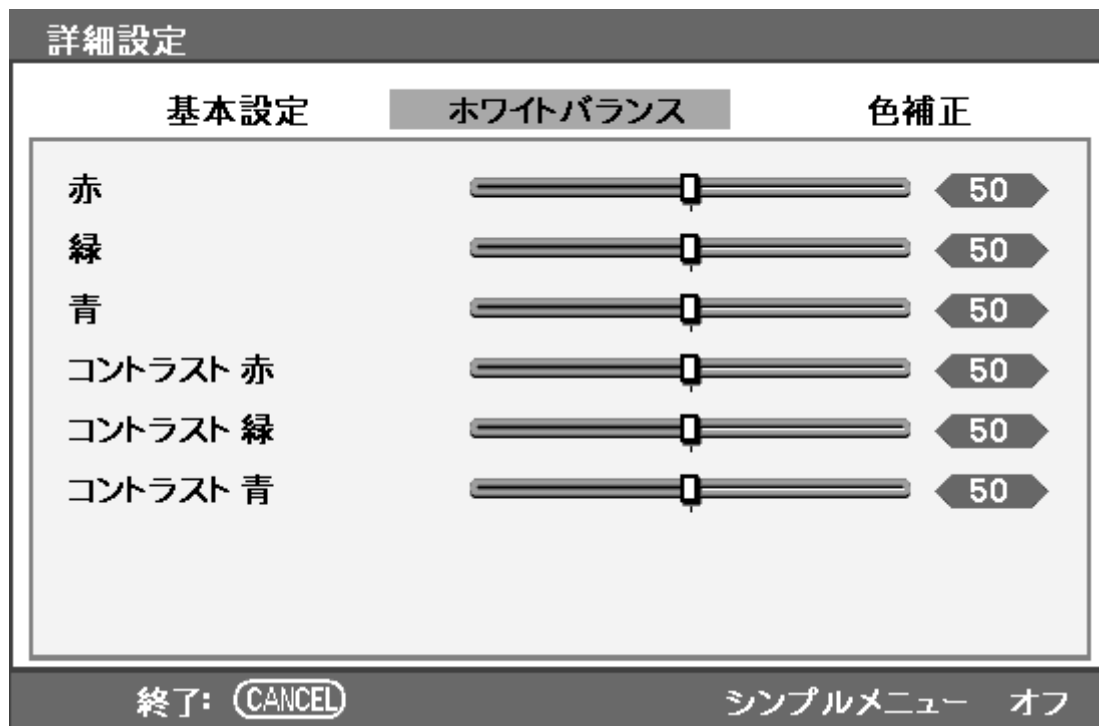 詳細設定
基本設定 ホワイトバランス 色補正
赤 50
緑 50
青 50
コントラスト 赤 50
コントラスト 緑 50
コントラスト 青 50
終了: CANCEL シンプルメニュー オフ